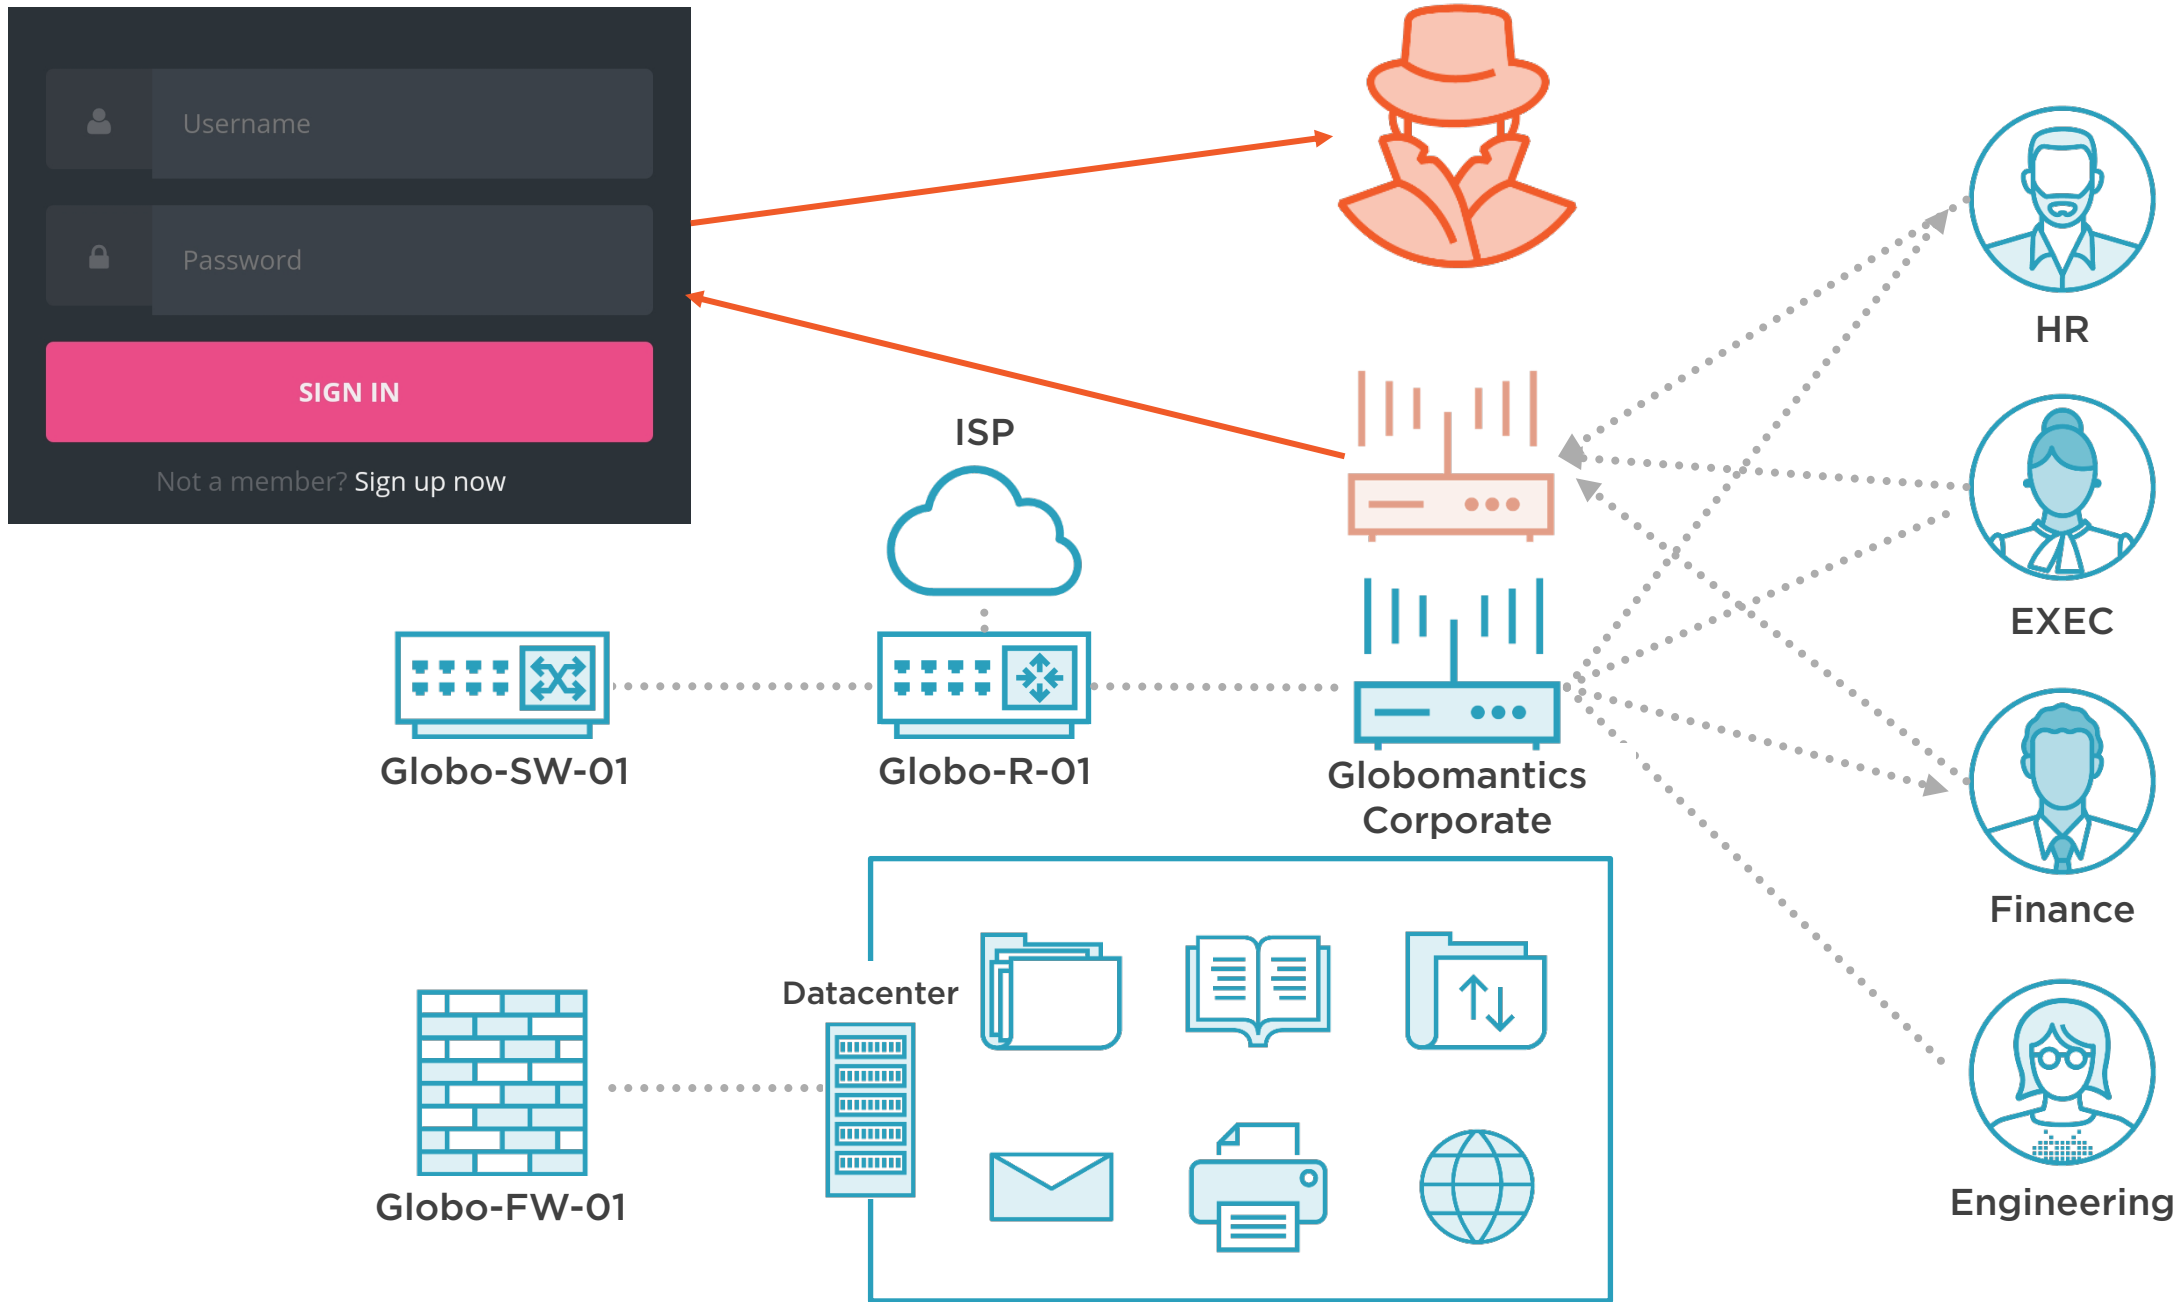 Username
Password
SIGN IN
Not a member? Sign up now
ISP
HR
EXEC
Globo-SW-01
Globo-R-01
Globomantics
Corporate
Finance
Datacenter
Globo-FW-01
Engineering